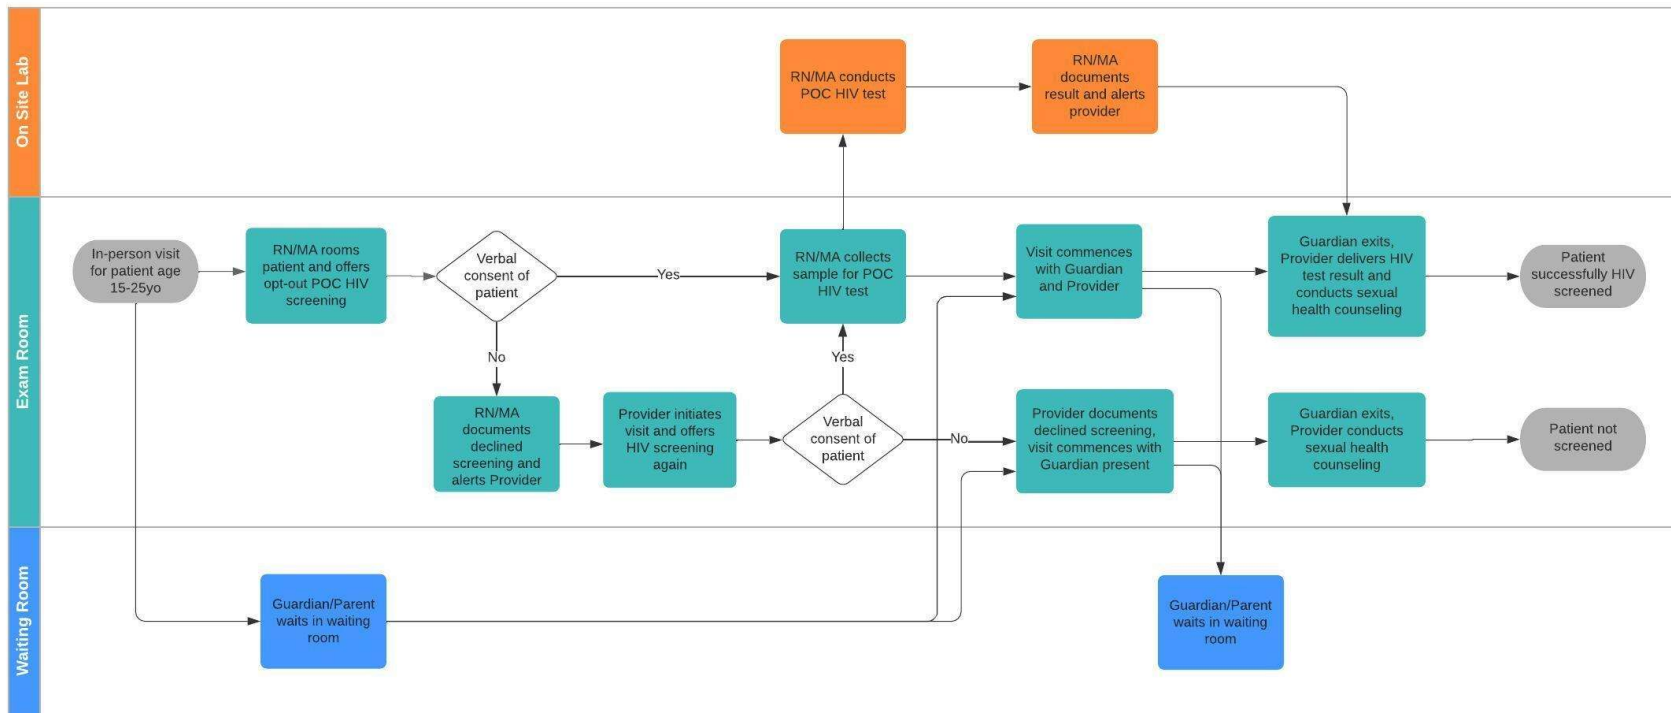 On Site Lab
RN/MA conducts
POC HIV test
RN/MA
documents
result and alerts
provider
Exam Room
In-person visit
for patient age
15-25yo
RN/MA rooms
patient and offers
opt-out POC HIV
screening
Verbal
consent of
patient
Yes
No
RN/MA collects
sample for POC
HIV test
Visit commences
with Guardian
and Provider
Guardian exits,
Provider delivers HIV
test result and
conducts sexual
health counseling
Patient
successfully HIV
screened
RN/MA
documents
declined
screening and
alerts Provider
Provider initiates
visit and offers
HIV screening
again
Verbal
consent of
patient
Yes
No
Provider documents
declined screening,
visit commences with
Guardian present
Guardian exits,
Provider conducts
sexual health
counseling
Patient not
screened
Waiting Room
Guardian/Parent
waits in waiting
room
Guardian/Parent
waits in waiting
room